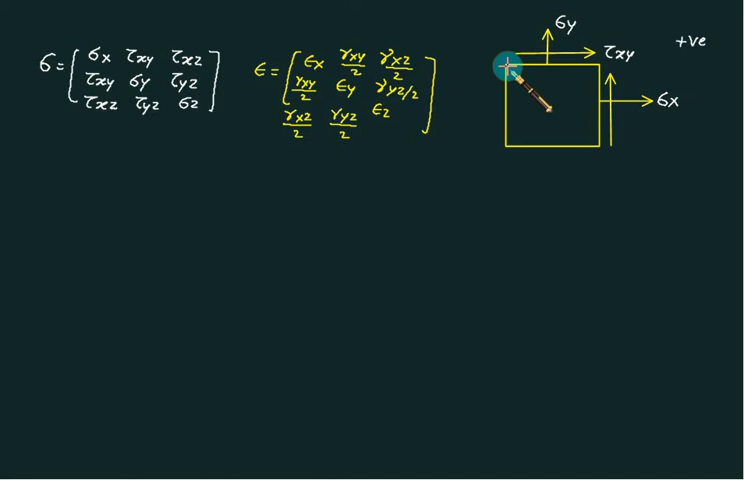 σ = [ σx τxy τxz
τxy σy τyz
τxz τyz σz ]
ϵ = [ ϵx γxy/2 γxz/2
γxy/2 ϵy γyz/2
γxz/2 γyz/2 ϵz ]
σy
τxy
+ve
σx